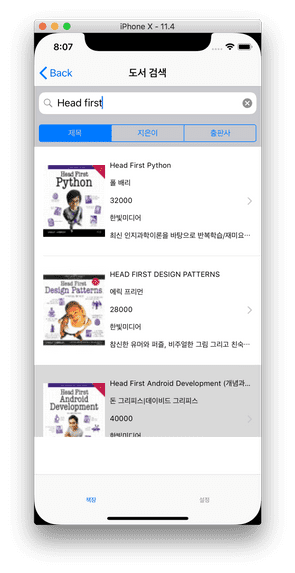 iPhone X - 11.4
8:07
Back
도서 검색
Head first
제목
지은이
출판사
Head First Python
Head First
Python
폴 배리
32000
한빛미디어
최신 인지과학이론을 바탕으로 반복학습/재미요...
HEAD FIRST DESIGN PATTERNS
Head First
Design Patterns
에릭 프리먼
28000
한빛미디어
참신한 유머와 퍼즐, 비주얼한 그림 그리고 친숙...
Head First Android Development (개념과...
Head First
Android
Development
돈 그리피스|데이비드 그리피스
40000
한빛미디어
책장
설정